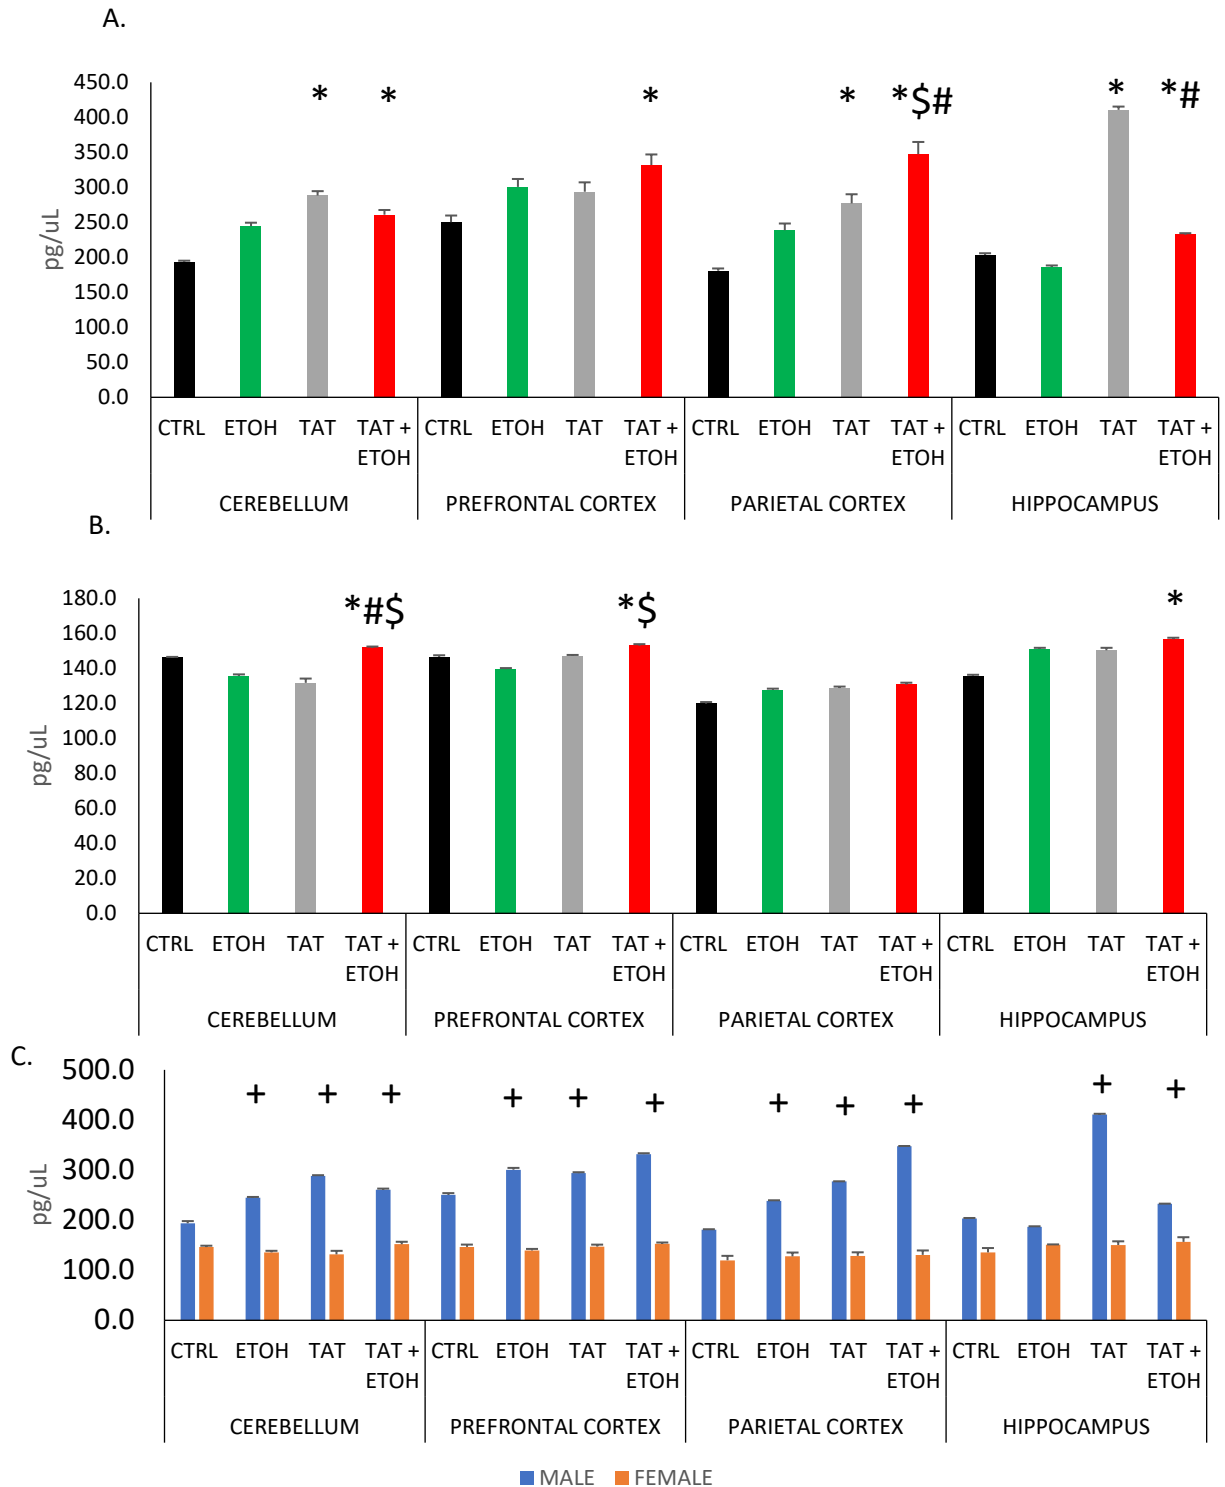 A.
450.0
400.0
350.0
300.0
250.0
200.0
150.0
100.0
50.0
0.0
pg/uL
* * * * *$# * *#
CTRL ETOH TAT TAT + ETOH CTRL ETOH TAT TAT + ETOH CTRL ETOH TAT TAT + ETOH CTRL ETOH TAT TAT + ETOH
CEREBELLUM PREFRONTAL CORTEX PARIETAL CORTEX HIPPOCAMPUS
B.
180.0
160.0
140.0
120.0
100.0
80.0
60.0
40.0
20.0
0.0
pg/uL
*#$ *$ *
CTRL ETOH TAT TAT + ETOH CTRL ETOH TAT TAT + ETOH CTRL ETOH TAT TAT + ETOH CTRL ETOH TAT TAT + ETOH
CEREBELLUM PREFRONTAL CORTEX PARIETAL CORTEX HIPPOCAMPUS
C.
500.0
400.0
300.0
200.0
100.0
0.0
pg/uL
+ + + + + + + + + + +
CTRL ETOH TAT TAT + ETOH CTRL ETOH TAT TAT + ETOH CTRL ETOH TAT TAT + ETOH CTRL ETOH TAT TAT + ETOH
CEREBELLUM PREFRONTAL CORTEX PARIETAL CORTEX HIPPOCAMPUS
MALE FEMALE